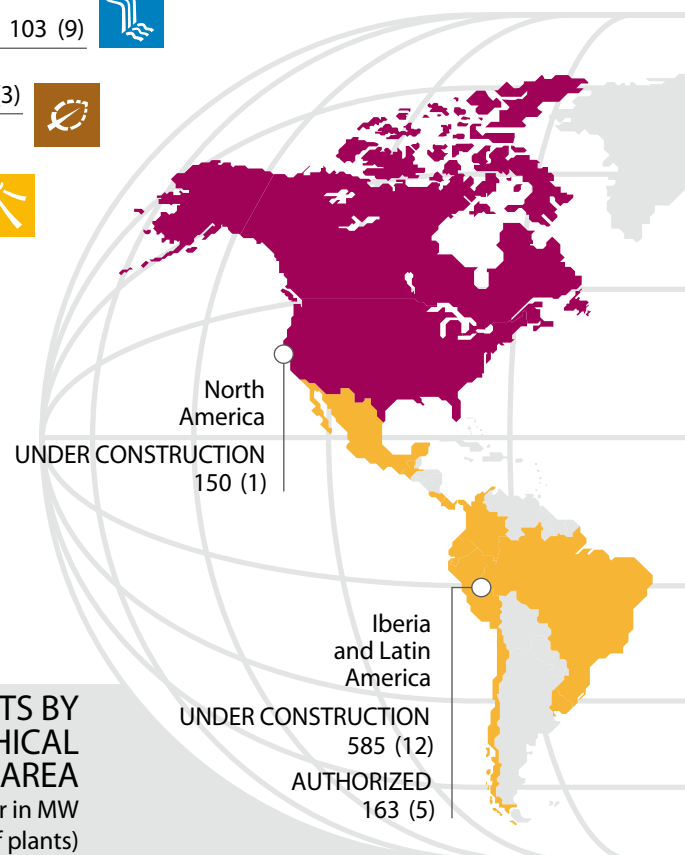 103 (9)
3)
North
America
UNDER CONSTRUCTION
150 (1)
Iberia
and Latin
America
UNDER CONSTRUCTION
585 (12)
AUTHORIZED
163 (5)
TS BY
HICAL
AREA
r in MW
f plants)